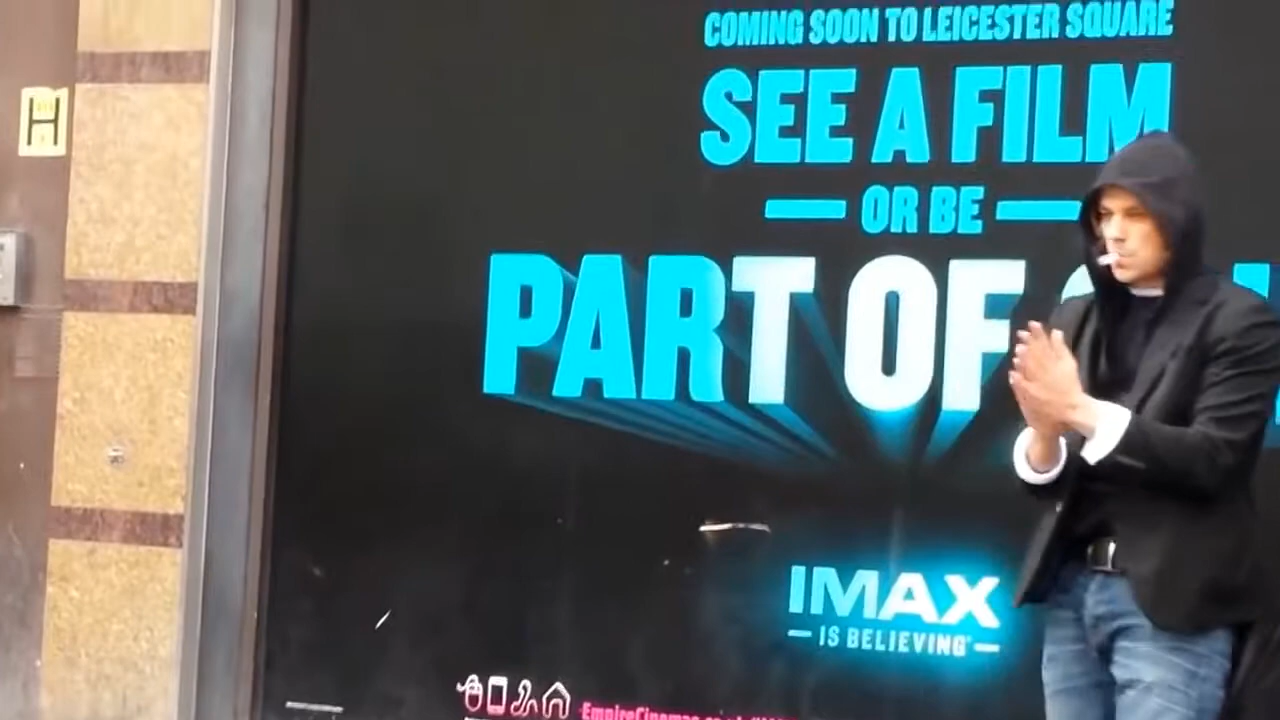 H
COMING SOON TO LEICESTER SQUARE
SEE A FILM
OR BE
PART OF
IMAX
IS BELIEVING